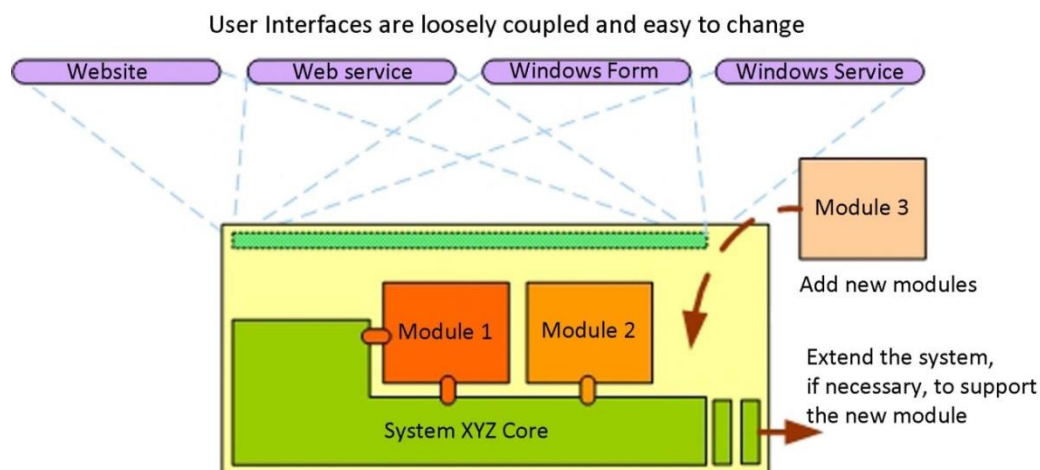 User Interfaces are loosely coupled and easy to change
Website
Web service
Windows Form
Windows Service
Module 3
Add new modules
Module 1
Module 2
Extend the system,
if necessary, to support
the new module
System XYZ Core